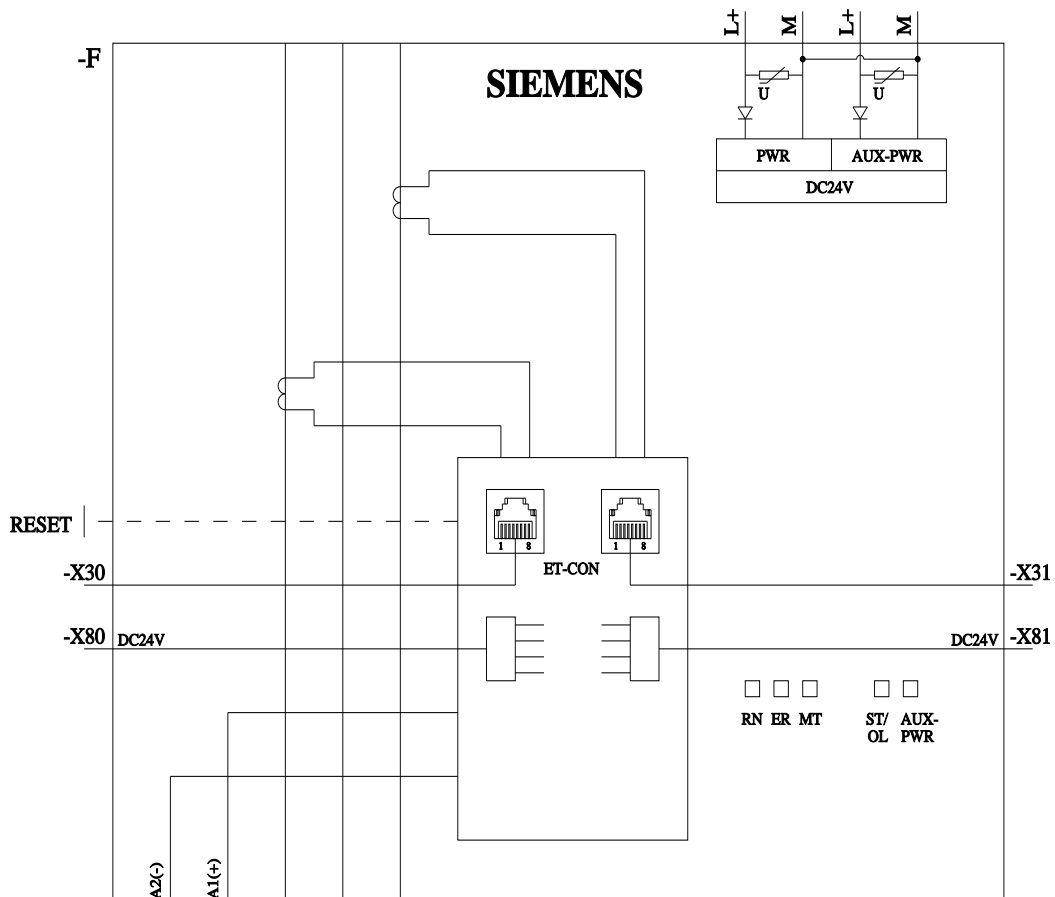 L+ M L+ M
-F
SIEMENS
U U
PWR AUX-PWR
DC24V
RESET
1 8 1 8
ET-CON
-X30 -X31
-X80 DC24V DC24V -X81
RN ER MT ST/ AUX-
OL PWR
A2(-) A1(+)